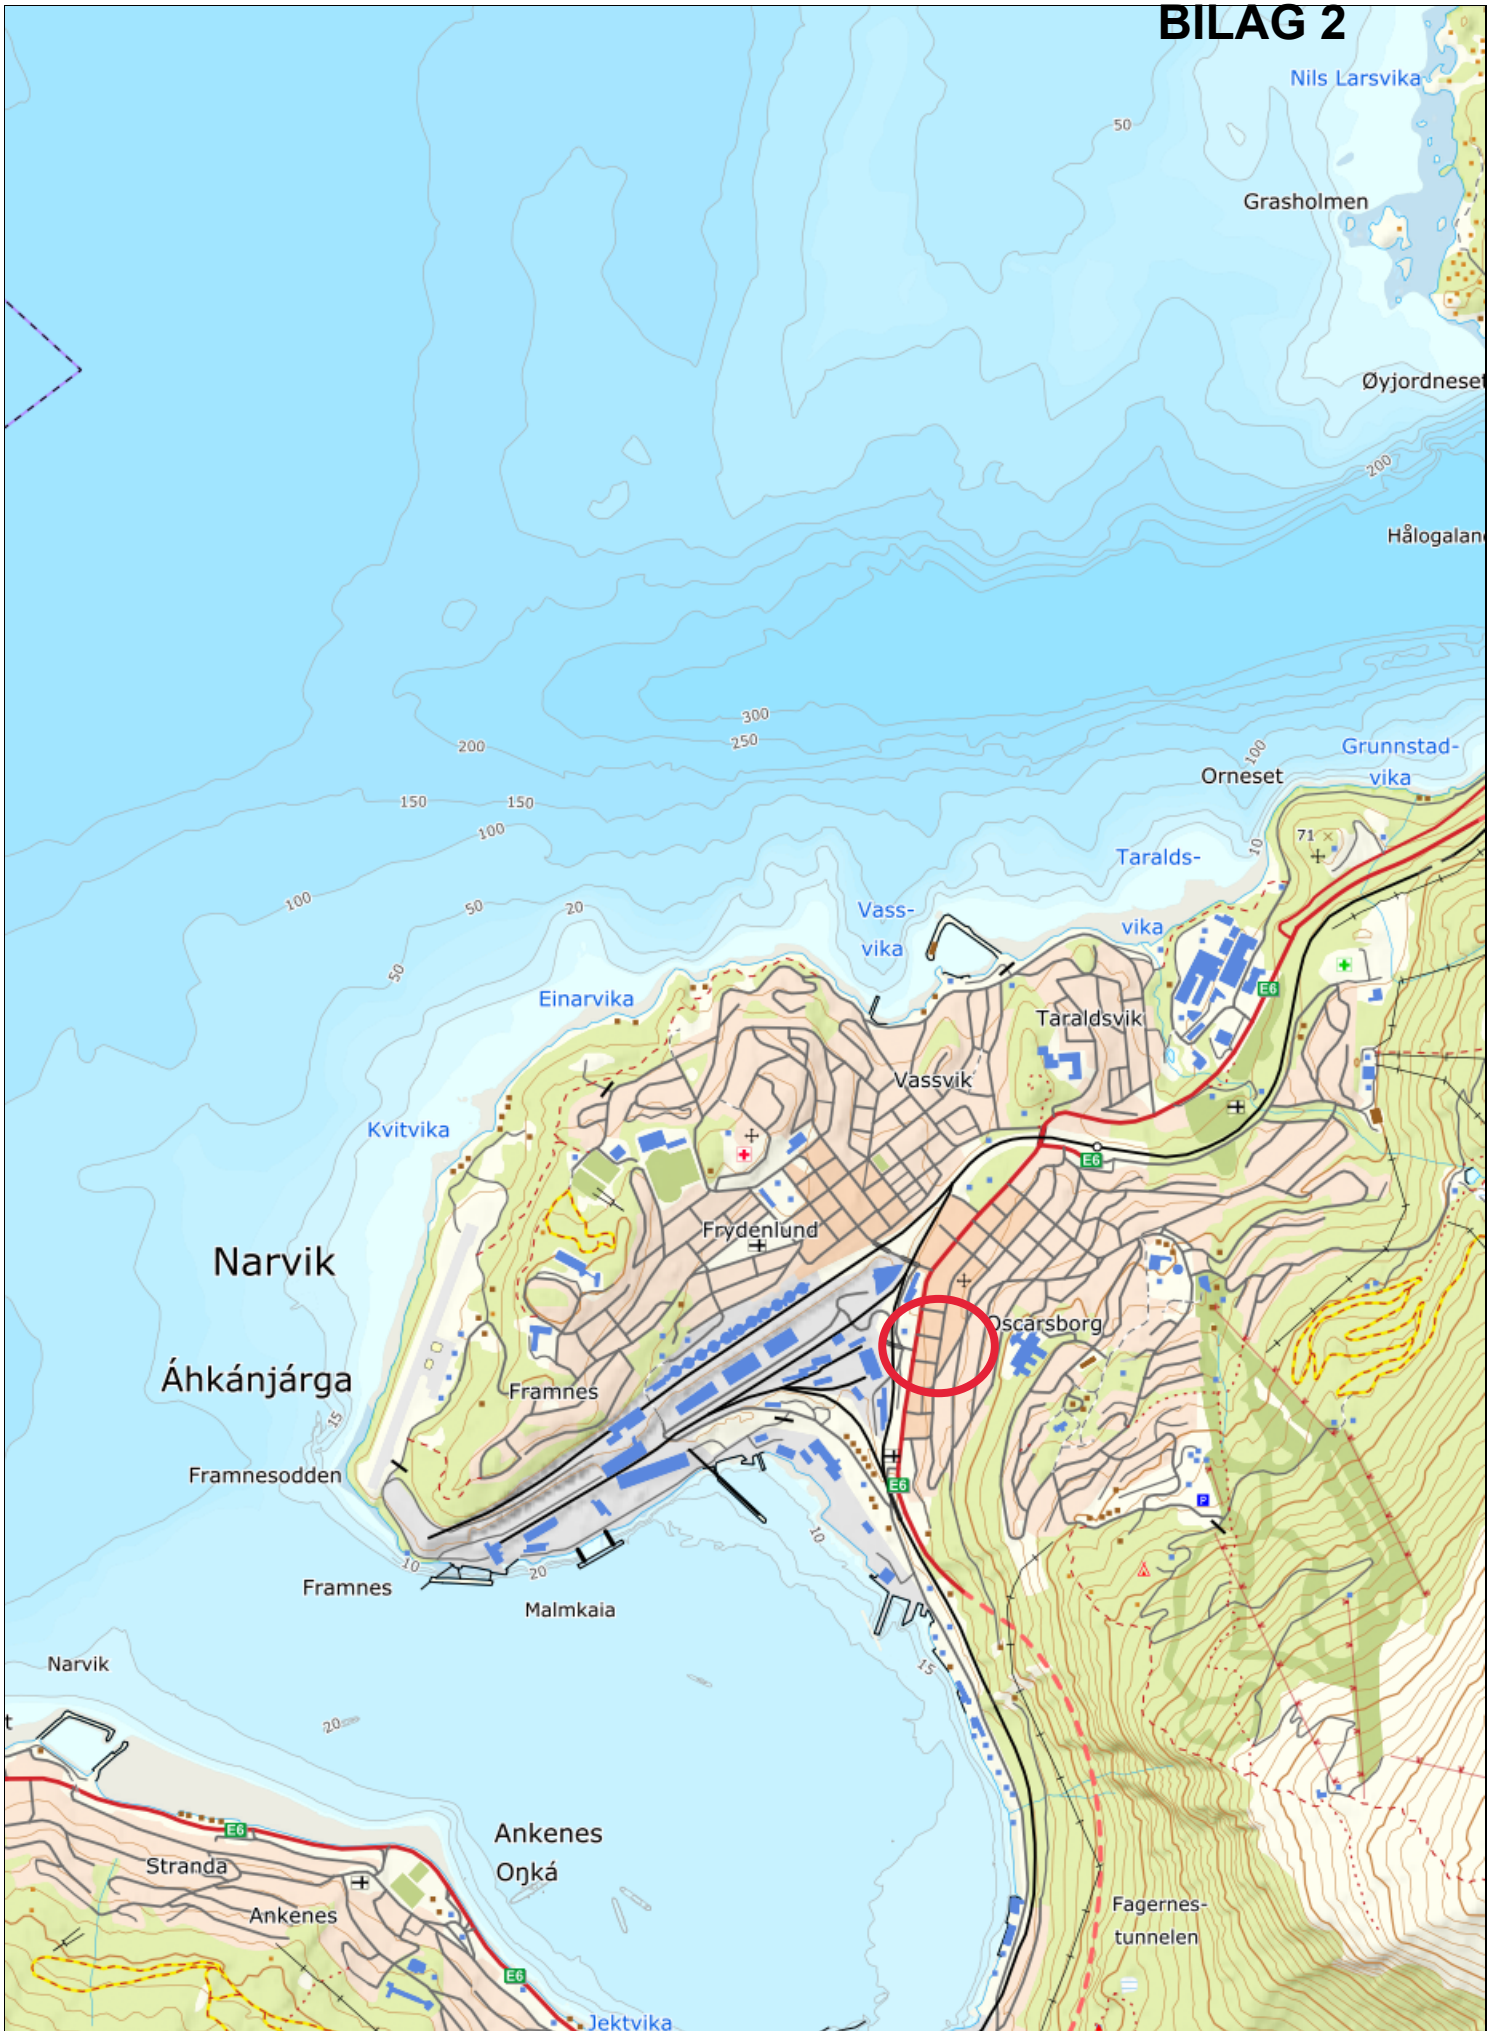 BILAG 2
Nils Larsvika
50
Grasholmen
Øyjordneset
200
Hålogalan
300
250
200
100
Grunnstad-
vika
Orneset
150
150
100
71
10
Taralds-
vika
100
50
20
Vass-
vika
50
Einarvika
E6
Taraldsvik
Vassvik
Kvitvika
E6
Frydenlund
Narvik
Oscarsborg
Áhkánjárga
Framnes
15
Framnesodden
E6
P
10
10
20
Framnes
Malmkaia
Narvik
15
20
t
E6
Ankenes
Oŋká
Stranda
Ankenes
Fagernes-
tunnelen
E6
Jektvika